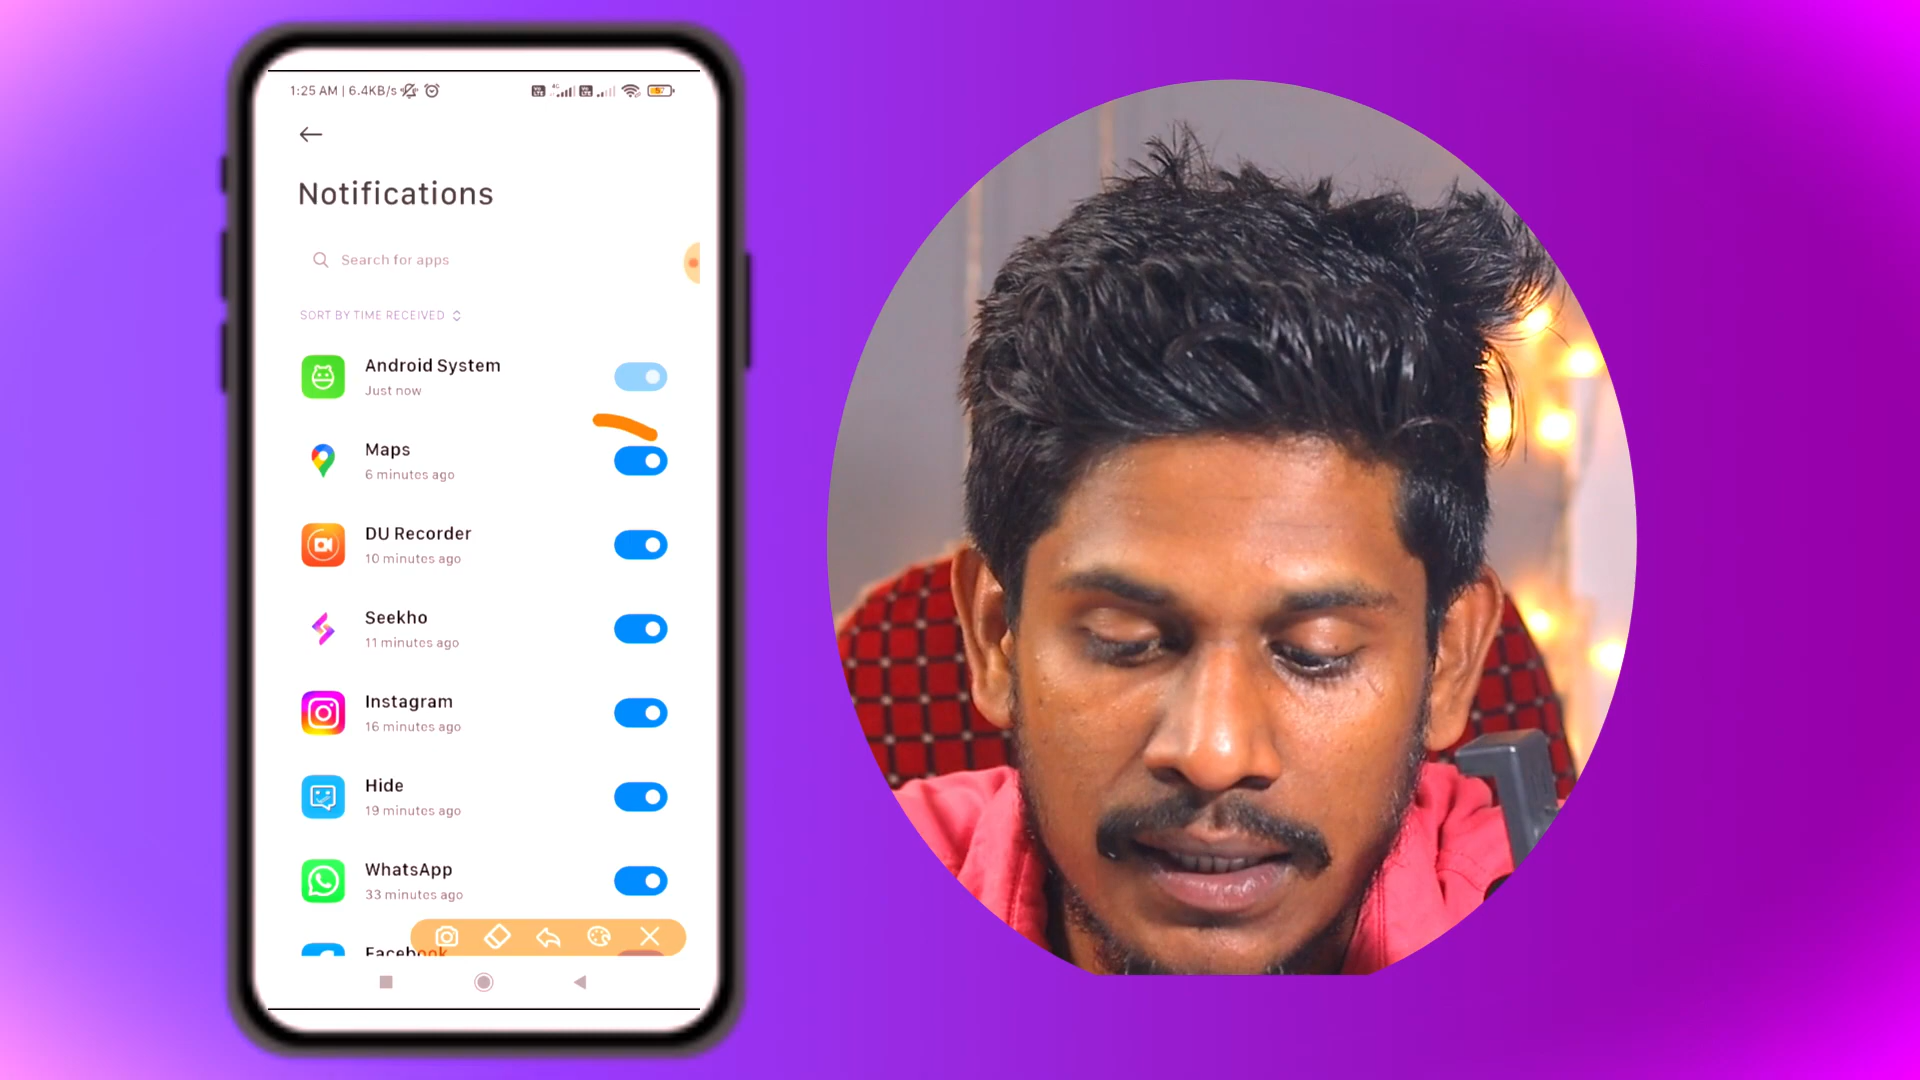 1:25 AM | 6.4KB/s
Notifications
Search for apps
SORT BY TIME RECEIVED
Android System
Just now
Maps
6 minutes ago
DU Recorder
10 minutes ago
Seekho
11 minutes ago
Instagram
16 minutes ago
Hide
19 minutes ago
WhatsApp
33 minutes ago
Facebook